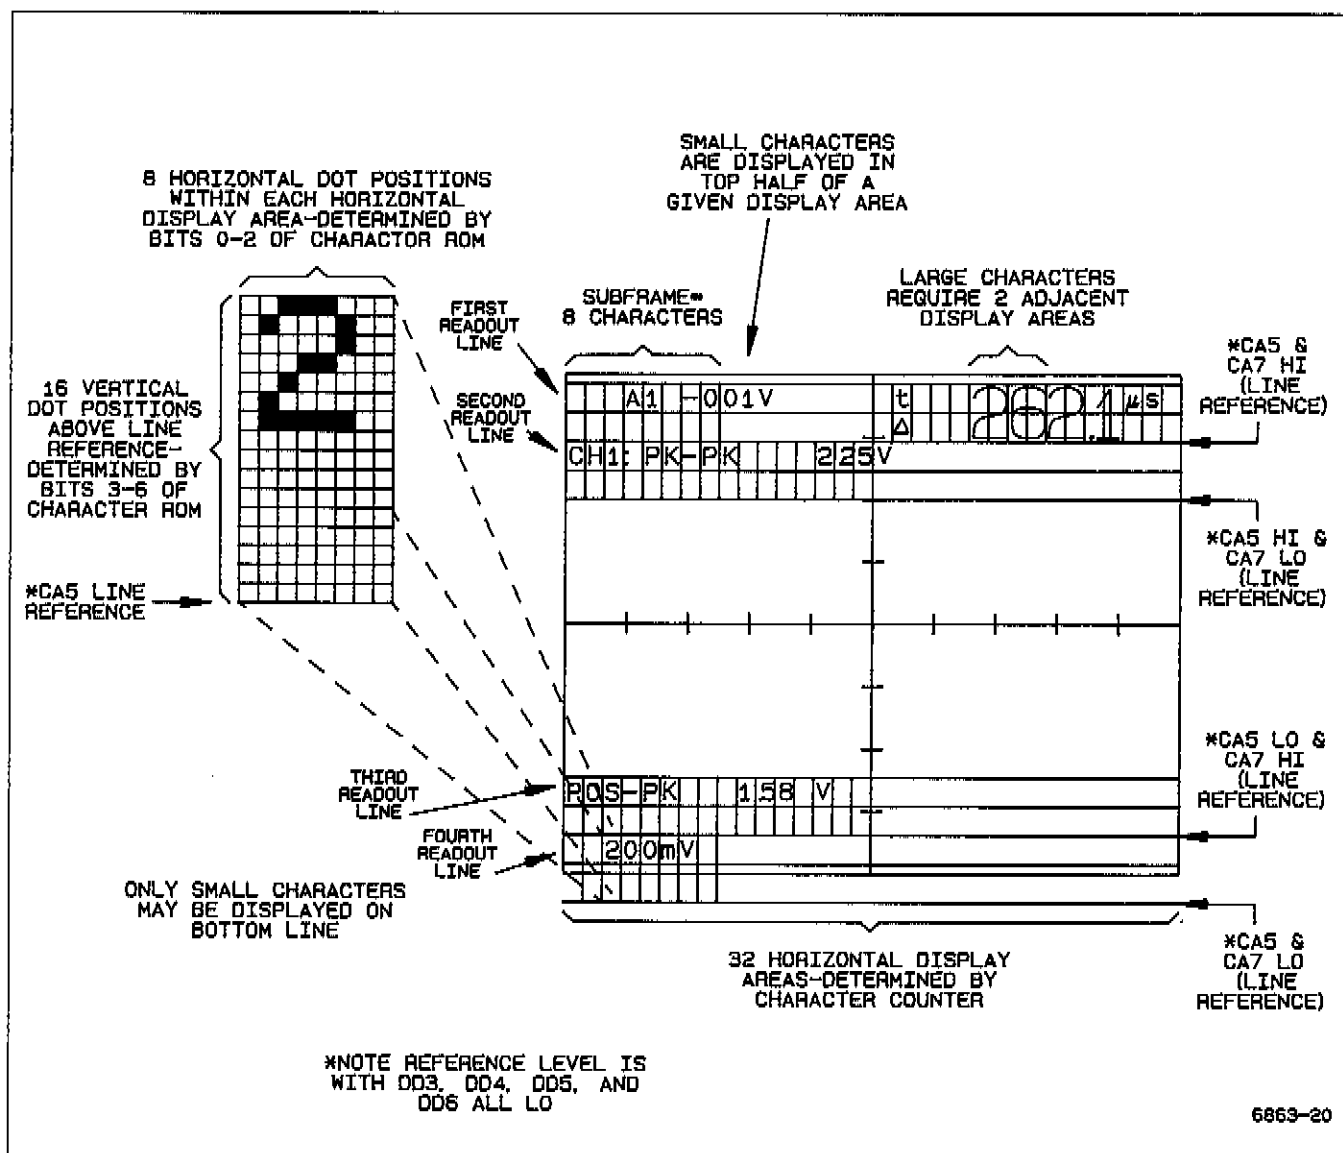 SMALL CHARACTERS
ARE DISPLAYED IN
TOP HALF OF A
GIVEN DISPLAY AREA
8 HORIZONTAL DOT POSITIONS
WITHIN EACH HORIZONTAL
DISPLAY AREA-DETERMINED BY
BITS 0-2 OF CHARACTOR ROM
LARGE CHARACTERS
REQUIRE 2 ADJACENT
DISPLAY AREAS
SUBFRAME=
8 CHARACTERS
FIRST
READOUT
LINE
SECOND
READOUT
LINE
16 VERTICAL
DOT POSITIONS
ABOVE LINE
REFERENCE-
DETERMINED BY
BITS 3-6 OF
CHARACTER ROM
*CA5 LINE
REFERENCE
A1 -001V
t
Δ
262.1 µs
CH1: PK-PK 225V
*CA5 &
CA7 HI
(LINE
REFERENCE)
*CA5 HI &
CA7 LO
(LINE
REFERENCE)
THIRD
READOUT
LINE
POS-PK 158 V
*CA5 LO &
CA7 HI
(LINE
REFERENCE)
FOURTH
READOUT
LINE
200mV
ONLY SMALL CHARACTERS
MAY BE DISPLAYED ON
BOTTOM LINE
32 HORIZONTAL DISPLAY
AREAS-DETERMINED BY
CHARACTER COUNTER
*CA5 &
CA7 LO
(LINE
REFERENCE)
*NOTE REFERENCE LEVEL IS
WITH DD3, DD4, DD5, AND
DD6 ALL LO
6863-20